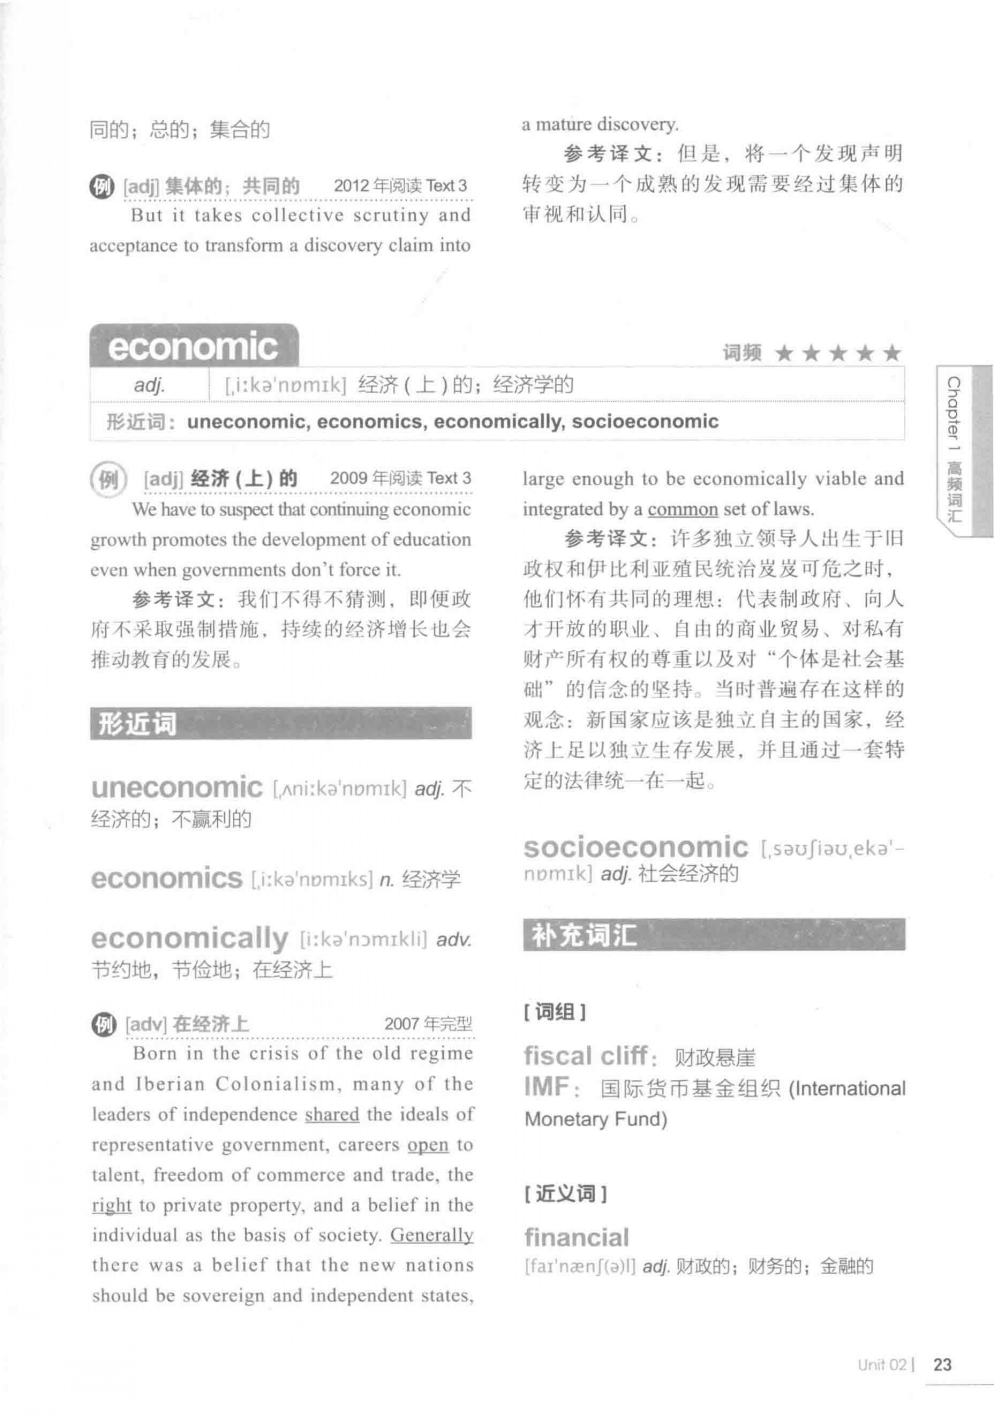 同的；总的；集合的
例 [adj] 集体的；共同的 2012 年阅读 Text 3
But it takes collective scrutiny and
acceptance to transform a discovery claim into
a mature discovery.
参考译文：但是，将一个发现声明
转变为一个成熟的发现需要经过集体的
审视和认同。
economic
词频 ★★★★★
adj. [ˌiːkə'nɒmɪk] 经济（上）的；经济学的
形近词：uneconomic, economics, economically, socioeconomic
例 [adj] 经济（上）的 2009 年阅读 Text 3
We have to suspect that continuing economic
growth promotes the development of education
even when governments don't force it.
参考译文：我们不得不猜测，即便政
府不采取强制措施，持续的经济增长也会
推动教育的发展。
形近词
uneconomic [ˌʌniːkə'nɒmɪk] adj. 不
经济的；不赢利的
economics [ˌiːkə'nɒmɪks] n. 经济学
economically [iːkə'nɔmɪkli] adv.
节约地，节俭地；在经济上
例 [adv] 在经济上 2007 年完型
Born in the crisis of the old regime
and Iberian Colonialism, many of the
leaders of independence shared the ideals of
representative government, careers open to
talent, freedom of commerce and trade, the
right to private property, and a belief in the
individual as the basis of society. Generally
there was a belief that the new nations
should be sovereign and independent states,
large enough to be economically viable and
integrated by a common set of laws.
参考译文：许多独立领导人出生于旧
政权和伊比利亚殖民统治岌岌可危之时，
他们怀有共同的理想：代表制政府、向人
才开放的职业、自由的商业贸易、对私有
财产所有权的尊重以及对“个体是社会基
础”的信念的坚持。当时普遍存在这样的
观念：新国家应该是独立自主的国家，经
济上足以独立生存发展，并且通过一套特
定的法律统一在一起。
socioeconomic [ˌsəʊʃiəʊˌekə'-
nɒmɪk] adj. 社会经济的
补充词汇
[ 词组 ]
fiscal cliff： 财政悬崖
IMF： 国际货币基金组织 (International
Monetary Fund)
[ 近义词 ]
financial
[faɪ'nænʃ(ə)l] adj. 财政的；财务的；金融的
Chapter 1 高频词汇
Unit 02 | 23